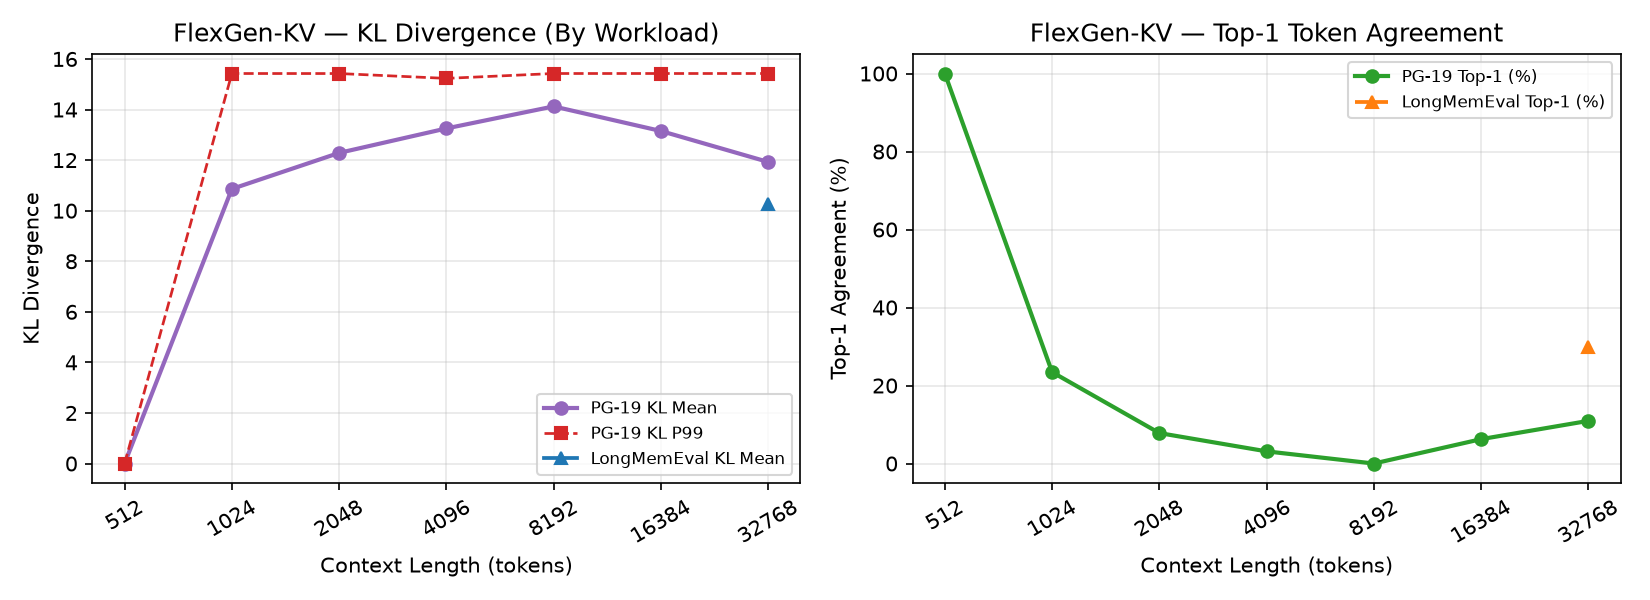 FlexGen-KV — KL Divergence (By Workload)
16
14
12
10
8
6
4
2
0
KL Divergence
PG-19 KL Mean
PG-19 KL P99
LongMemEval KL Mean
512
1024
2048
4096
8192
16384
32768
Context Length (tokens)
FlexGen-KV — Top-1 Token Agreement
100
80
60
40
20
0
Top-1 Agreement (%)
PG-19 Top-1 (%)
LongMemEval Top-1 (%)
512
1024
2048
4096
8192
16384
32768
Context Length (tokens)